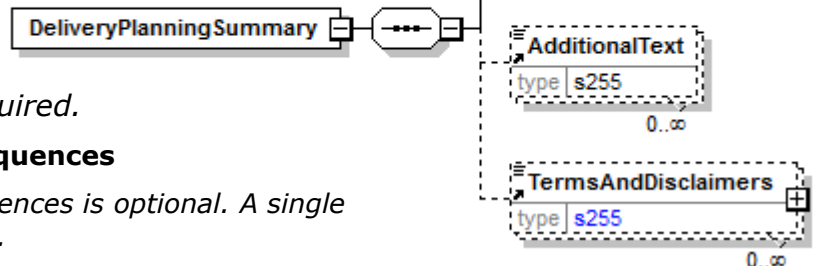 DeliveryPlanningSummary
AdditionalText
type s255
0..∞
uired.
quences
TermsAndDisclaimers
ences is optional. A single
type s255
.
0..∞